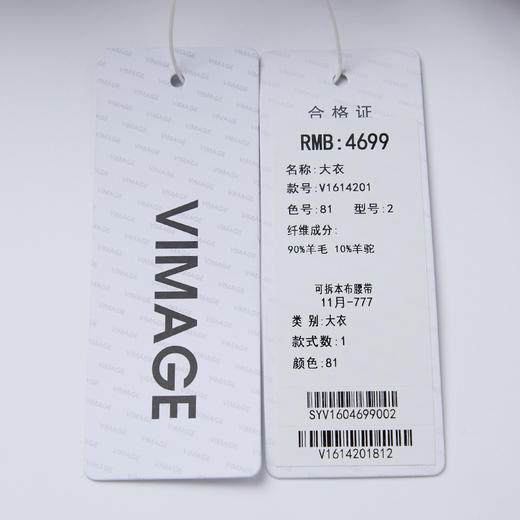 VIMAGE
合格证
RMB:4699
名称:大衣
款号:V1614201
色号:81 型号:2
纤维成分:
90%羊毛 10%羊驼
可拆本布腰带
11月-777
类别:大衣
款式数:1
颜色:81
SYV1604699002
V1614201812